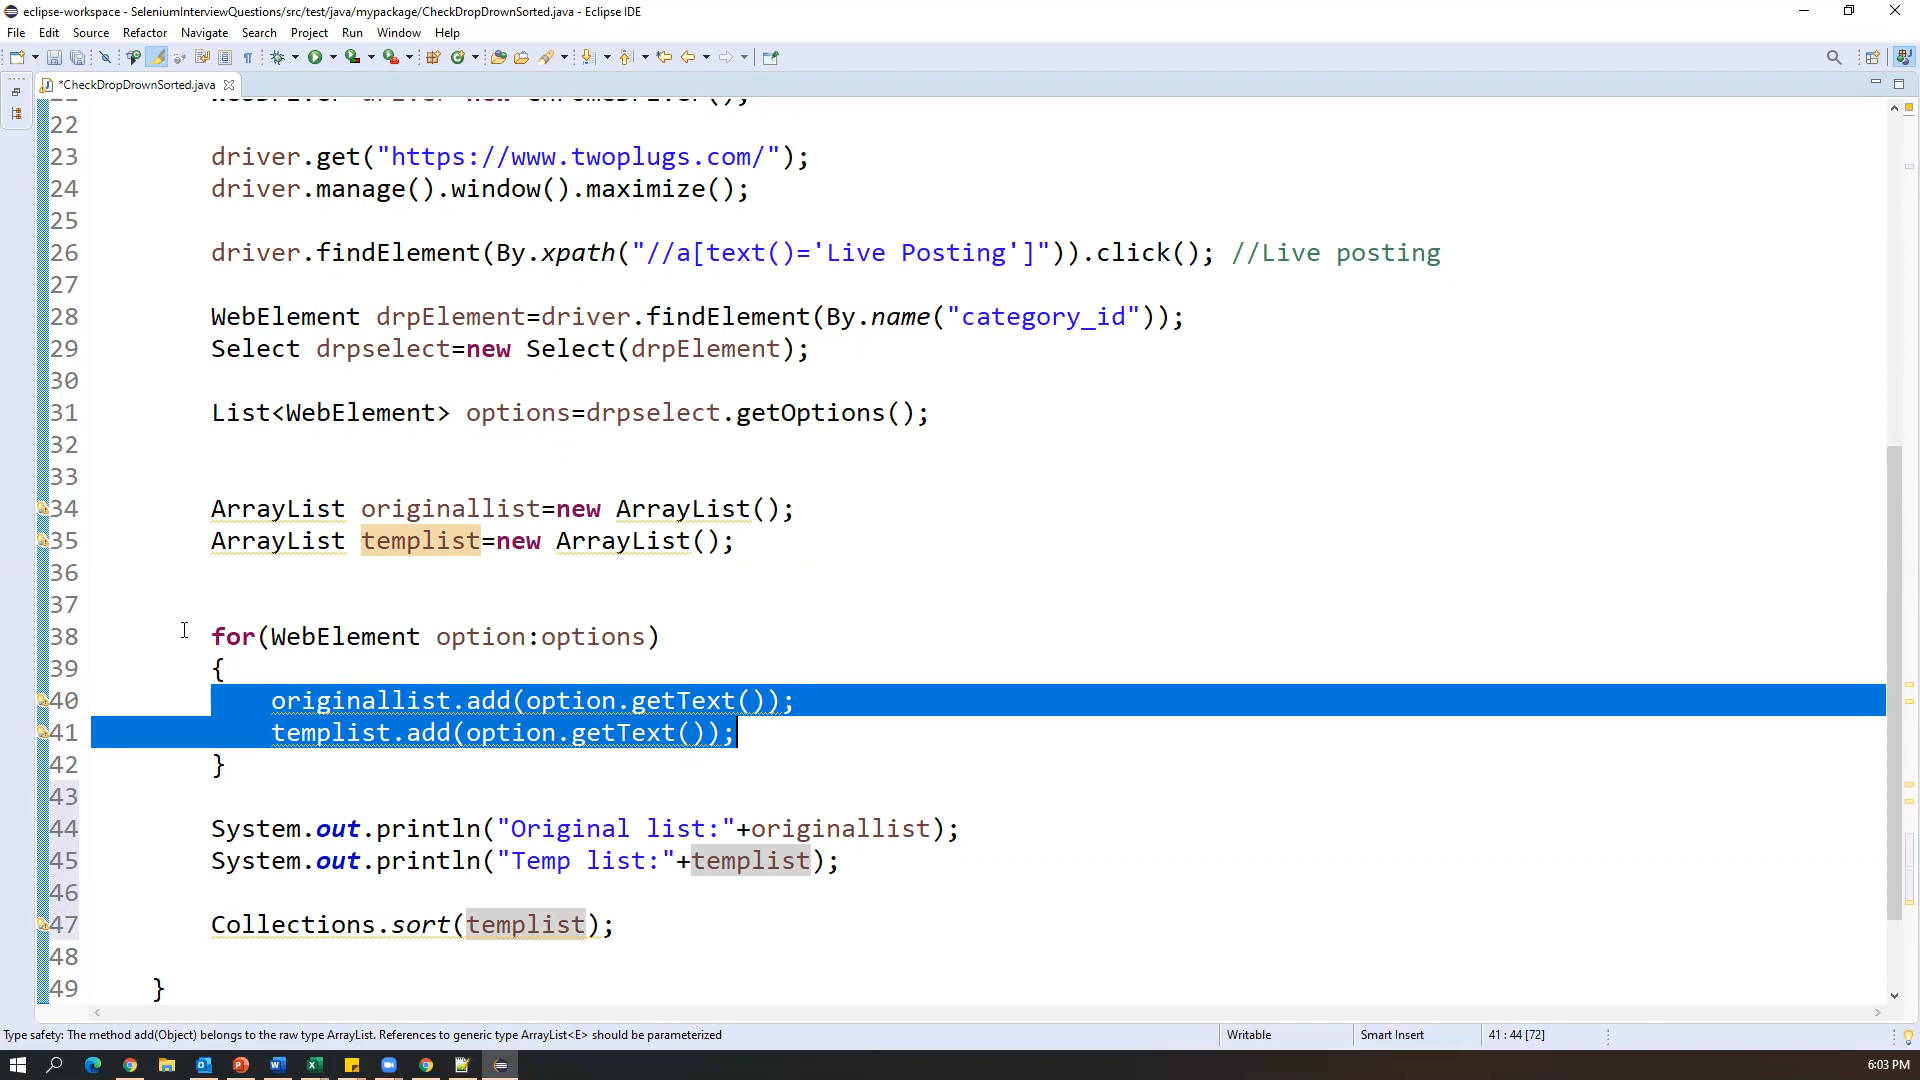 eclipse-workspace - SeleniumInterviewQuestions/src/test/java/mypackage/CheckDropDrownSorted.java - Eclipse IDE
File Edit Source Refactor Navigate Search Project Run Window Help
*CheckDropDrownSorted.java
22
23 driver.get("https://www.twoplugs.com/");
24 driver.manage().window().maximize();
25
26 driver.findElement(By.xpath("//a[text()='Live Posting']")).click(); //Live posting
27
28 WebElement drpElement=driver.findElement(By.name("category_id"));
29 Select drpselect=new Select(drpElement);
30
31 List<WebElement> options=drpselect.getOptions();
32
33
34 ArrayList originallist=new ArrayList();
35 ArrayList templist=new ArrayList();
36
37
38 for(WebElement option:options)
39 {
40 originallist.add(option.getText());
41 templist.add(option.getText());
42 }
43
44 System.out.println("Original list:"+originallist);
45 System.out.println("Temp list:"+templist);
46
47 Collections.sort(templist);
48
49 }
Type safety: The method add(Object) belongs to the raw type ArrayList. References to generic type ArrayList<E> should be parameterized Writable Smart Insert 41 : 44 [72]
6:03 PM